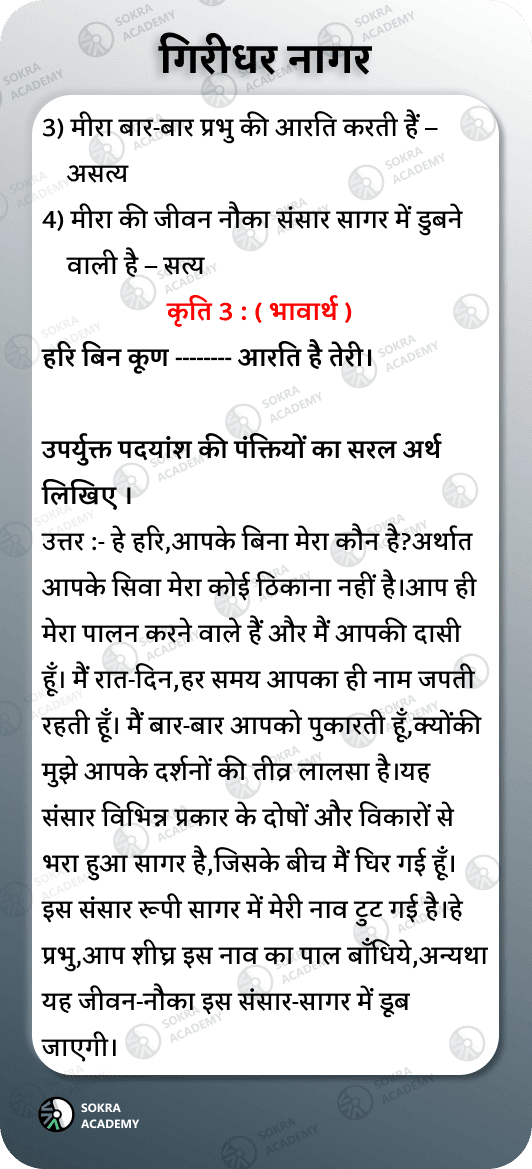 गिरीधर नागर
3) मीरा बार-बार प्रभु की आरति करती हैं –
असत्य
4) मीरा की जीवन नौका संसार सागर में डुबने
वाली है – सत्य
कृति 3 : ( भावार्थ )
हरि बिन कूण -------- आरति है तेरी।
उपर्युक्त पदयांश की पंक्तियों का सरल अर्थ
लिखिए ।
उत्तर :- हे हरि,आपके बिना मेरा कौन है?अर्थात
आपके सिवा मेरा कोई ठिकाना नहीं है।आप ही
मेरा पालन करने वाले हैं और मैं आपकी दासी
हूँ। मैं रात-दिन,हर समय आपका ही नाम जपती
रहती हूँ। मैं बार-बार आपको पुकारती हूँ,क्योंकी
मुझे आपके दर्शनों की तीव्र लालसा है।यह
संसार विभिन्न प्रकार के दोषों और विकारों से
भरा हुआ सागर है,जिसके बीच मैं घिर गई हूँ।
इस संसार रूपी सागर में मेरी नाव टुट गई है।हे
प्रभु,आप शीघ्र इस नाव का पाल बाँधिये,अन्यथा
यह जीवन-नौका इस संसार-सागर में डूब
जाएगी।
SOKRA
ACADEMY